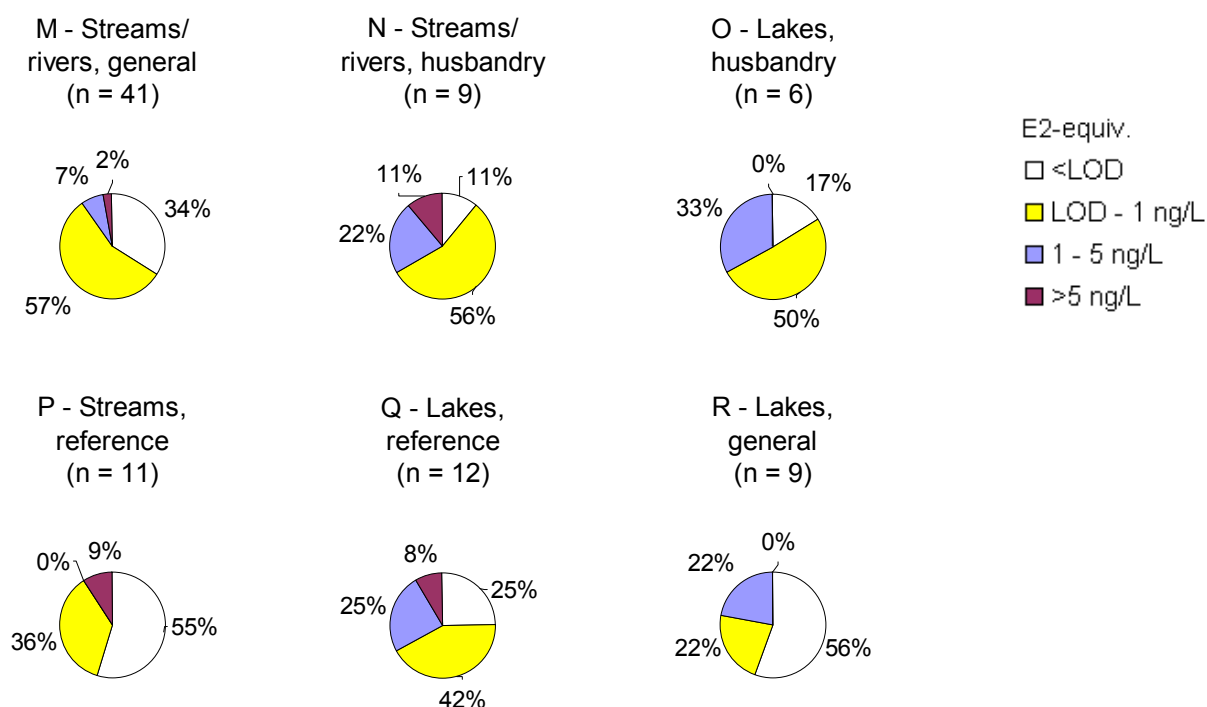 M - Streams/
rivers, general
(n = 41)
7%
2%
34%
57%
N - Streams/
rivers, husbandry
(n = 9)
11%
11%
22%
56%
O - Lakes,
husbandry
(n = 6)
0%
17%
33%
50%
E2-equiv.
<LOD
LOD - 1 ng/L
1 - 5 ng/L
>5 ng/L
P - Streams,
reference
(n = 11)
0%
9%
36%
55%
Q - Lakes,
reference
(n = 12)
8%
25%
25%
42%
R - Lakes,
general
(n = 9)
0%
22%
22%
56%